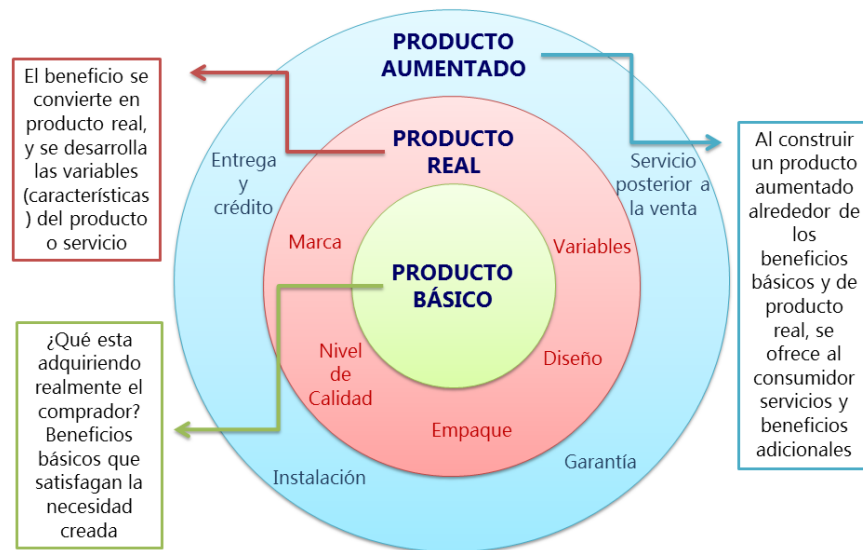 PRODUCTO
AUMENTADO
El beneficio se
convierte en
producto real,
y se desarrolla
las variables
(características
) del producto
o servicio
PRODUCTO
REAL
Entrega
y
crédito
Servicio
posterior a
la venta
Al construir
un producto
aumentado
alrededor de
los
beneficios
básicos y de
producto
real, se
ofrece al
consumidor
servicios y
beneficios
adicionales
Marca
Variables
PRODUCTO
BÁSICO
¿Qué esta
adquiriendo
realmente el
comprador?
Beneficios
básicos que
satisfagan la
necesidad
creada
Nivel
de
Calidad
Diseño
Empaque
Instalación
Garantía